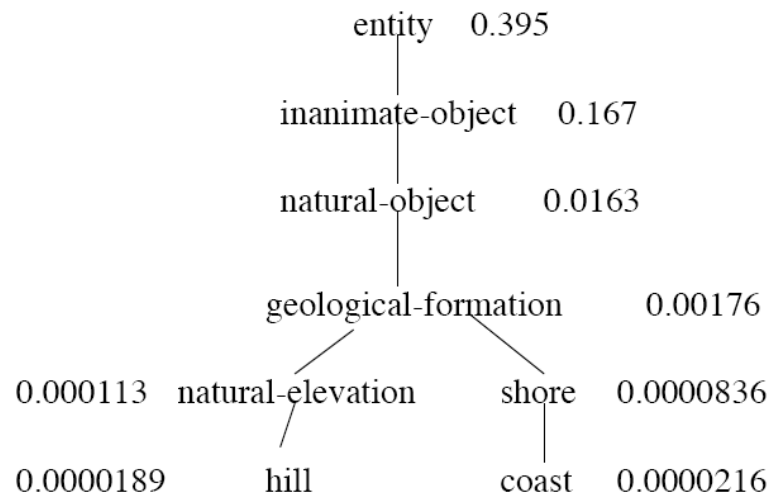 entity 0.395
inanimate-object 0.167
natural-object 0.0163
geological-formation 0.00176
0.000113 natural-elevation shore 0.0000836
0.0000189 hill coast 0.0000216